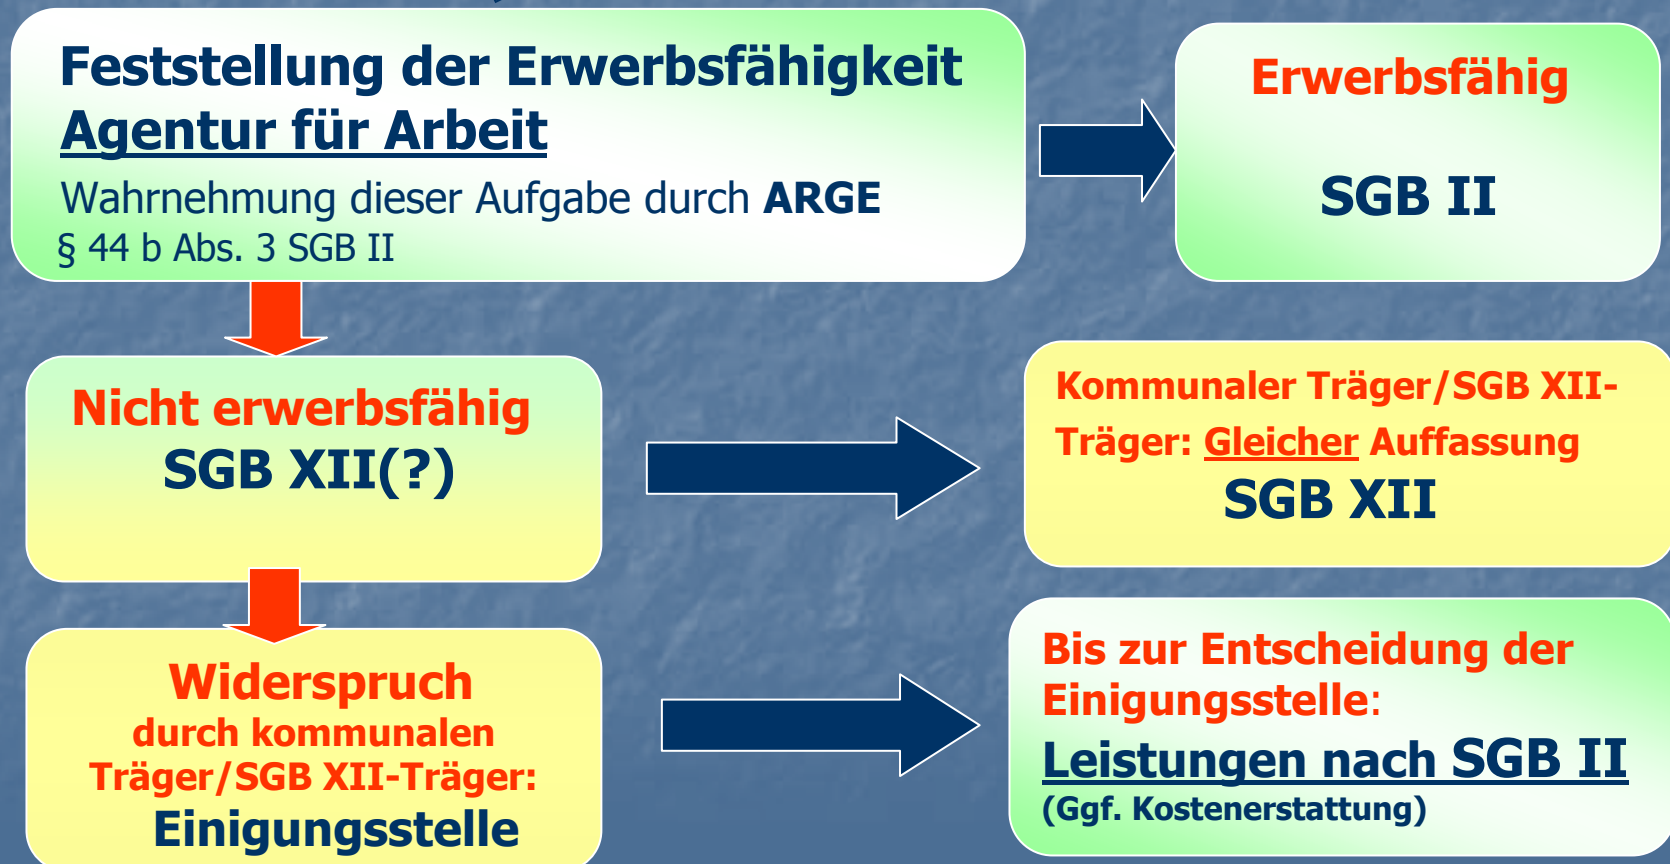 Feststellung der Erwerbsfähigkeit
Agentur für Arbeit
Wahrnehmung dieser Aufgabe durch ARGE
§ 44 b Abs. 3 SGB II
Erwerbsfähig
SGB II
Nicht erwerbsfähig
SGB XII(?)
Kommunaler Träger/SGB XII-
Träger: Gleicher Auffassung
SGB XII
Widerspruch
durch kommunalen
Träger/SGB XII-Träger:
Einigungsstelle
Bis zur Entscheidung der
Einigungsstelle:
Leistungen nach SGB II
(Ggf. Kostenerstattung)